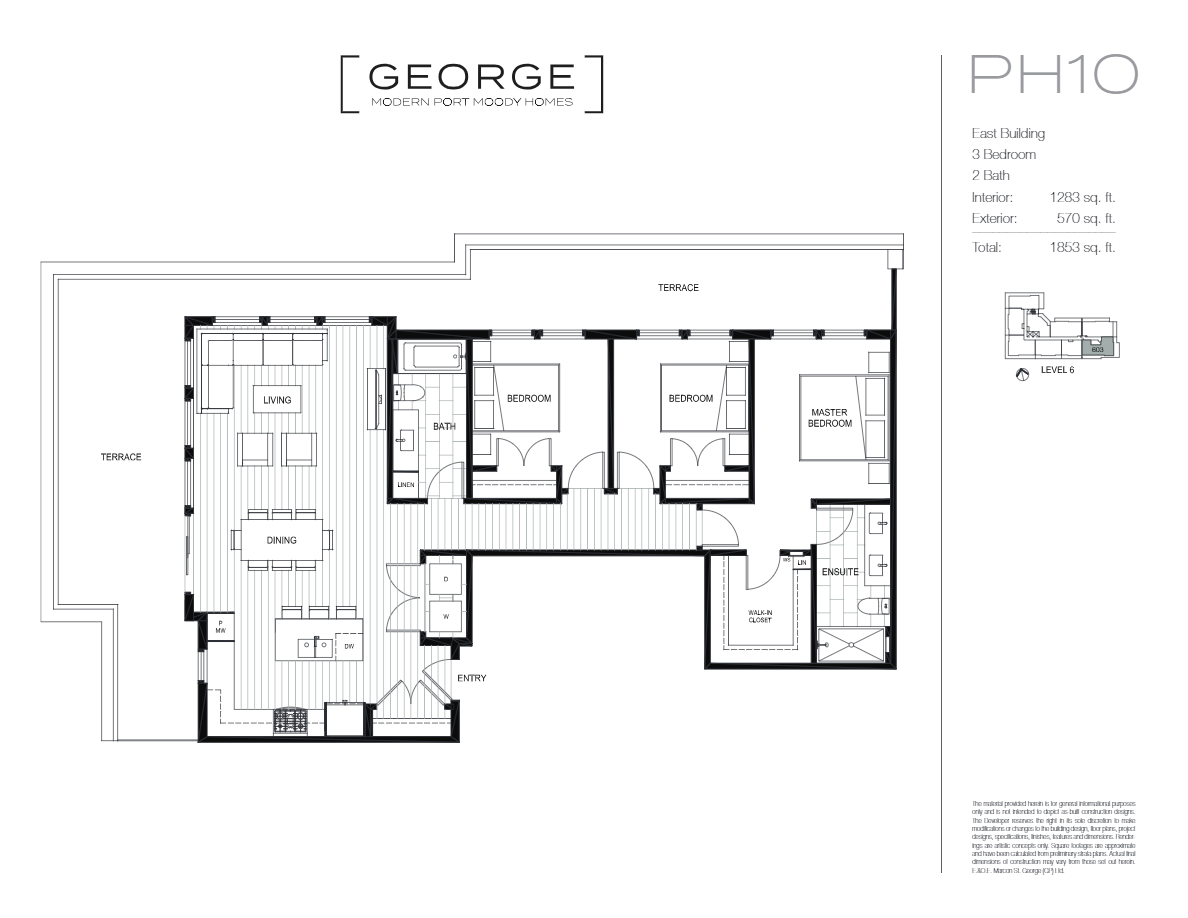 GEORGE
MODERN PORT MOODY HOMES
PH10
East Building
3 Bedroom
2 Bath
Interior: 1283 sq. ft.
Exterior: 570 sq. ft.
Total: 1853 sq. ft.
603
LEVEL 6
TERRACE
TERRACE
LIVING
BATH
BEDROOM
BEDROOM
MASTER
BEDROOM
LINEN
DINING
D
W
WS
LIN
ENSUITE
WALK-IN
CLOSET
P
MW
DW
ENTRY
The material provided herein is for general informational purposes
only and is not intended to depict as-built construction designs.
The Developer reserves the right in its sole discretion to make
modifications or changes to the building design, floor plans, project
designs, specifications, finishes, features and dimensions. Render-
ings are artistic concepts only. Square footages are approximate
and have been calculated from preliminary strata plans. Actual final
dimensions of construction may vary from those set out herein.
E.&O.E. Marcon St. George (GP) Ltd.